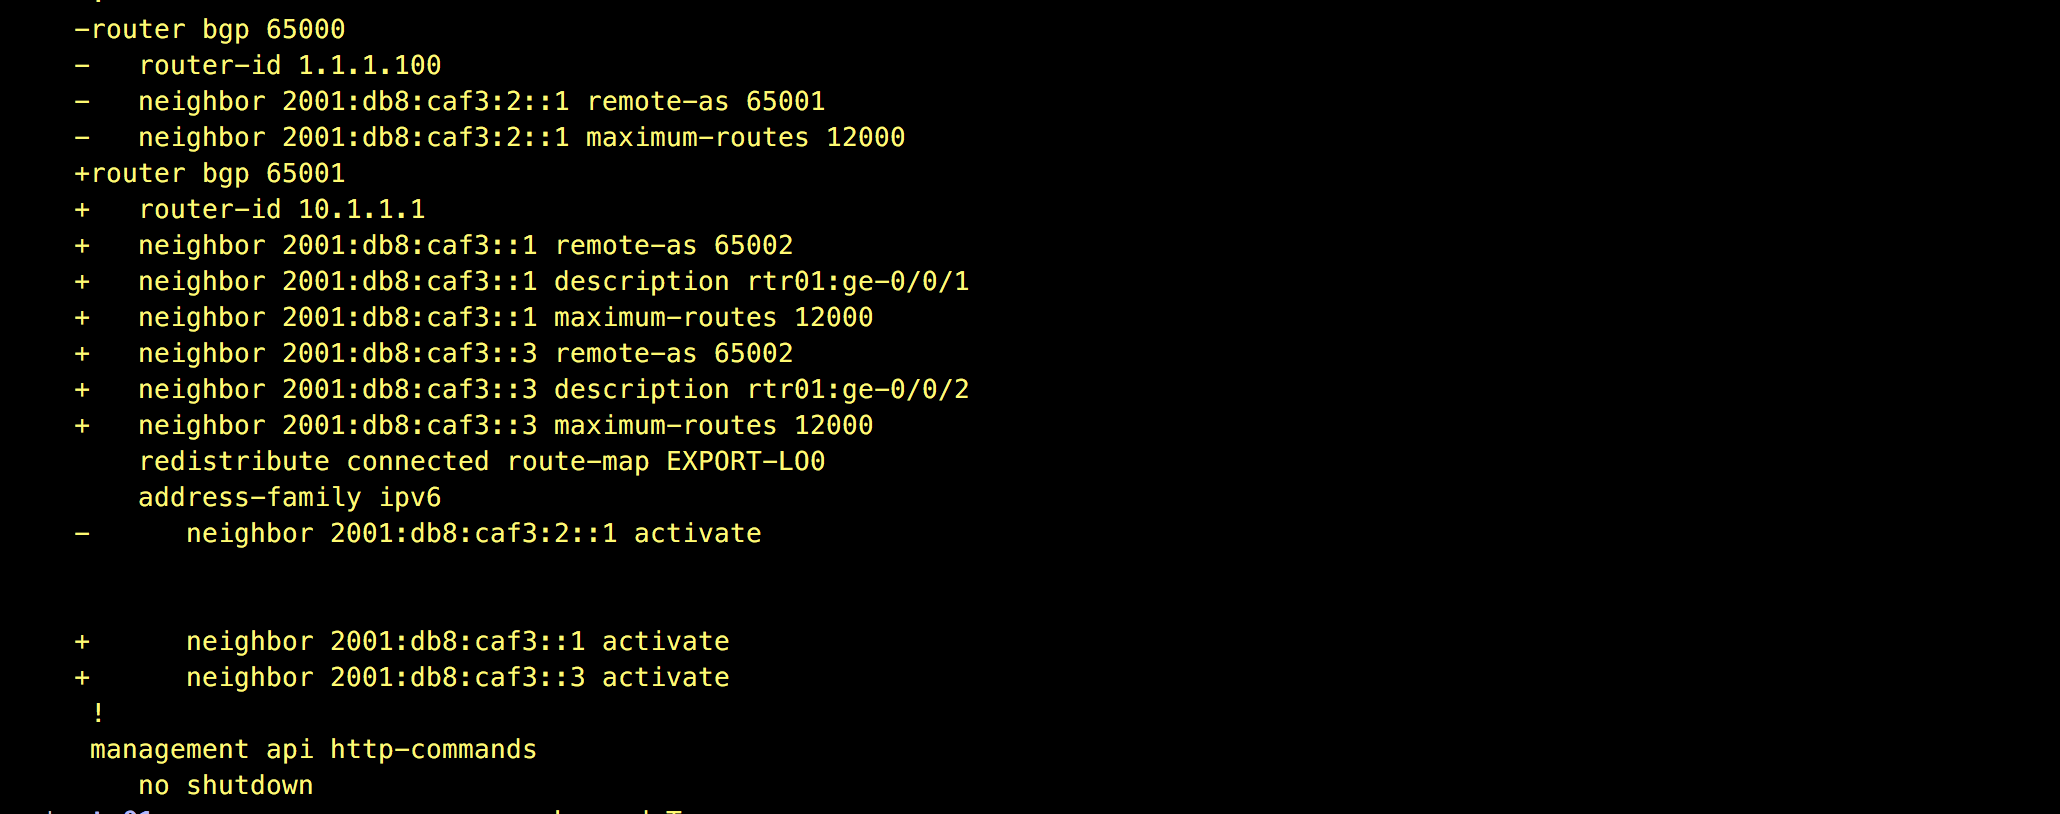 -router bgp 65000
-   router-id 1.1.1.100
-   neighbor 2001:db8:caf3:2::1 remote-as 65001
-   neighbor 2001:db8:caf3:2::1 maximum-routes 12000
+router bgp 65001
+   router-id 10.1.1.1
+   neighbor 2001:db8:caf3::1 remote-as 65002
+   neighbor 2001:db8:caf3::1 description rtr01:ge-0/0/1
+   neighbor 2001:db8:caf3::1 maximum-routes 12000
+   neighbor 2001:db8:caf3::3 remote-as 65002
+   neighbor 2001:db8:caf3::3 description rtr01:ge-0/0/2
+   neighbor 2001:db8:caf3::3 maximum-routes 12000
    redistribute connected route-map EXPORT-LO0
    address-family ipv6
-      neighbor 2001:db8:caf3:2::1 activate
+      neighbor 2001:db8:caf3::1 activate
+      neighbor 2001:db8:caf3::3 activate
 !
 management api http-commands
    no shutdown